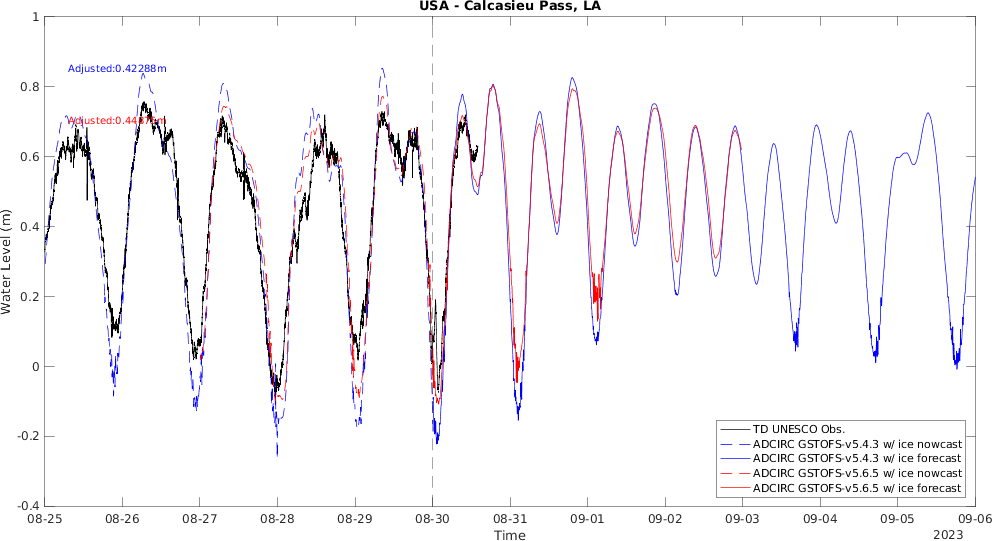 USA - Calcasieu Pass, LA
1
0.8
0.6
0.4
0.2
0
-0.2
-0.4
Water Level (m)
Adjusted:0.42288m
08-25
08-26
08-27
08-28
08-29
08-30
08-31
09-01
09-02
09-03
09-04
09-05
09-06
Time
2023
TD UNESCO Obs.
ADCIRC GSTOFS-v5.4.3 w/ ice nowcast
ADCIRC GSTOFS-v5.4.3 w/ ice forecast
ADCIRC GSTOFS-v5.6.5 w/ ice nowcast
ADCIRC GSTOFS-v5.6.5 w/ ice forecast